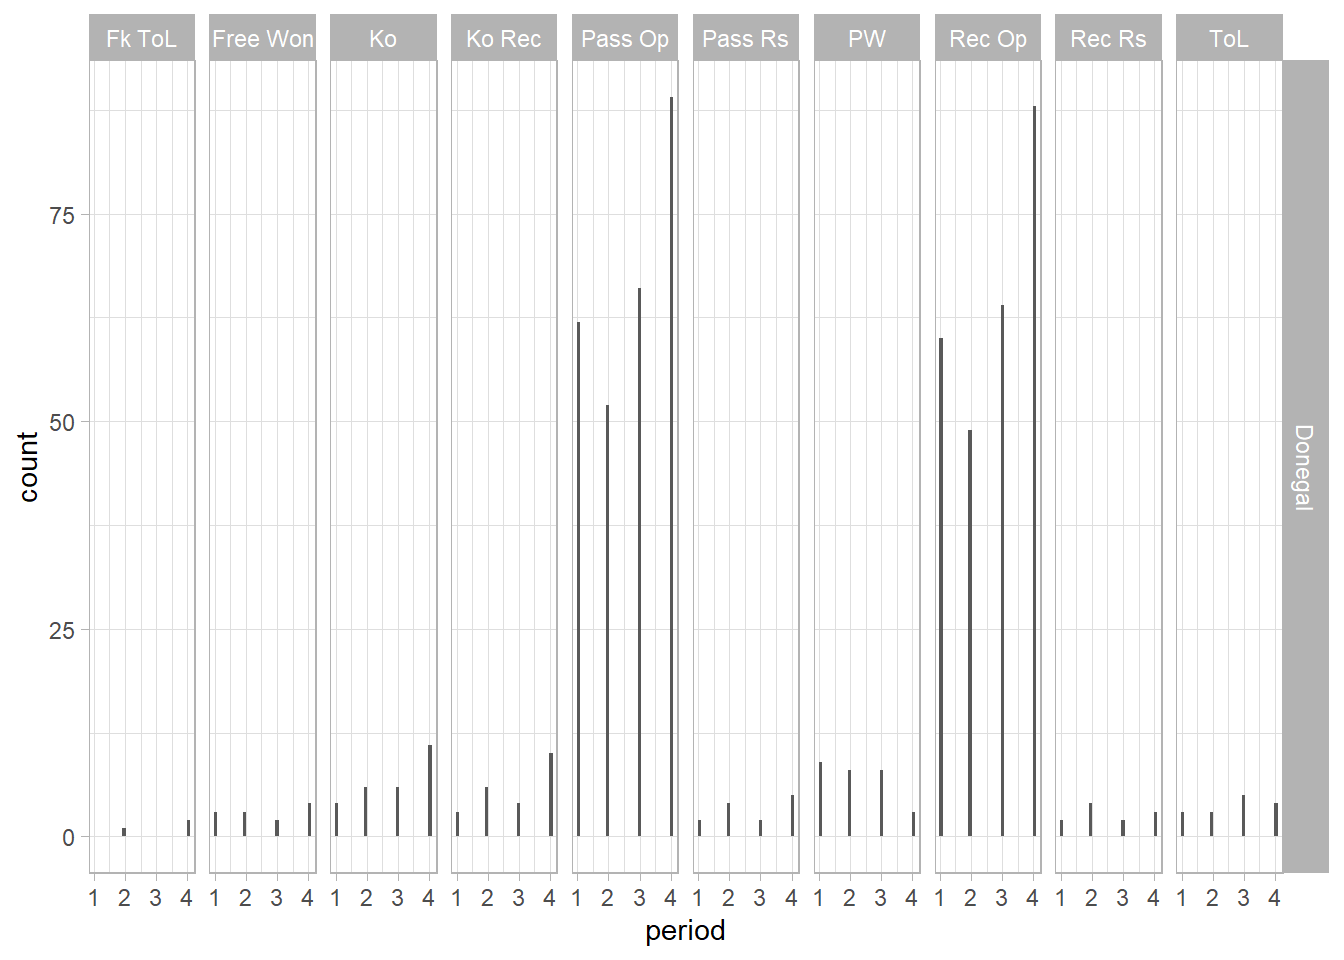 Fk ToL Free Won Ko Ko Rec Pass Op Pass Rs PW Rec Op Rec Rs ToL
Donegal
75
50
25
0
count
1 2 3 4 1 2 3 4 1 2 3 4 1 2 3 4 1 2 3 4 1 2 3 4 1 2 3 4 1 2 3 4 1 2 3 4 1 2 3 4
period